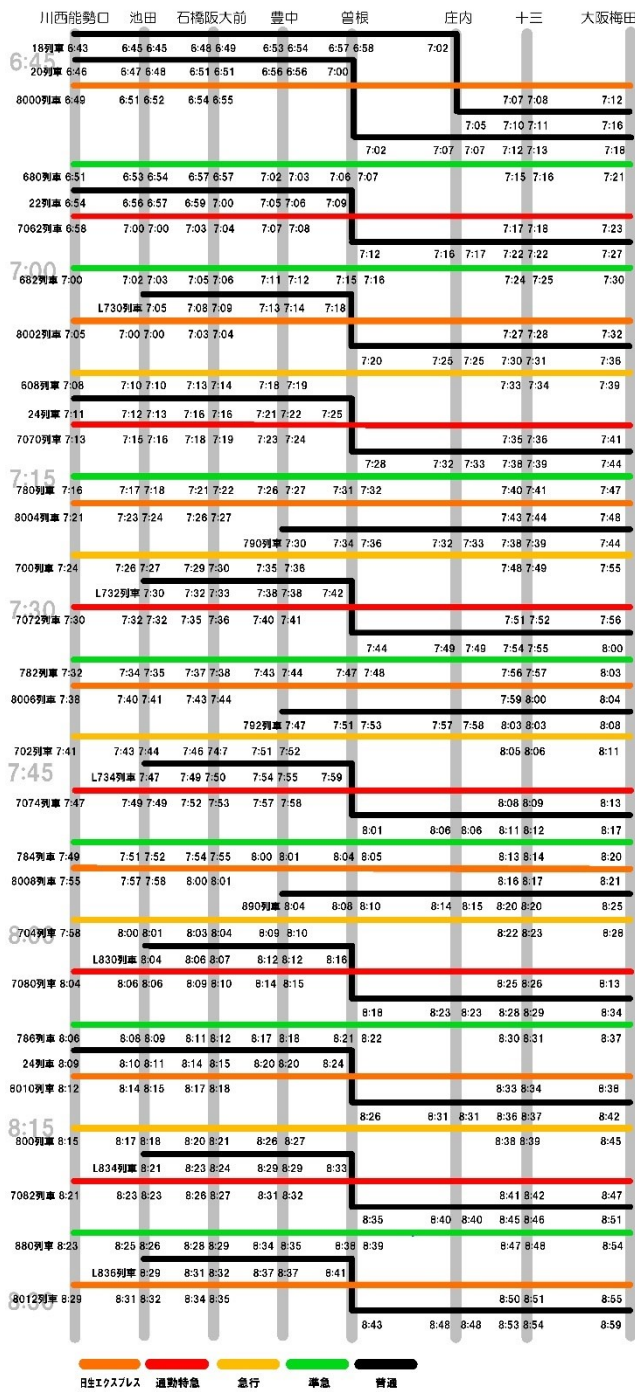 川西能勢口 池田 石橋阪大前 豊中 曽根 庄内 十三 大阪梅田
18列車 6:43 6:45 6:45 6:48 6:49 6:53 6:54 6:57 6:58 7:02
6:45
20列車 6:46 6:47 6:48 6:51 6:51 6:56 6:56 7:00
8000列車 6:49 6:51 6:52 6:54 6:55 7:07 7:08 7:12
7:05 7:10 7:11 7:16
7:02 7:07 7:07 7:12 7:13 7:18
680列車 6:51 6:53 6:54 6:57 6:57 7:02 7:03 7:06 7:07 7:15 7:16 7:21
22列車 6:54 6:56 6:57 6:59 7:00 7:05 7:06 7:09
7062列車 6:58 7:00 7:00 7:03 7:04 7:07 7:08 7:17 7:18 7:23
7:12 7:16 7:17 7:22 7:22 7:27
7:00
682列車 7:00 7:02 7:03 7:05 7:06 7:11 7:12 7:15 7:16 7:24 7:25 7:30
L730列車 7:05 7:08 7:09 7:13 7:14 7:18
8002列車 7:05 7:00 7:00 7:03 7:04 7:27 7:28 7:32
7:20 7:25 7:25 7:30 7:31 7:36
608列車 7:08 7:10 7:10 7:13 7:14 7:18 7:19 7:33 7:34 7:39
24列車 7:11 7:12 7:13 7:16 7:16 7:21 7:22 7:25
7070列車 7:13 7:15 7:16 7:18 7:19 7:23 7:24 7:35 7:36 7:41
7:28 7:32 7:33 7:38 7:39 7:44
7:15
780列車 7:16 7:17 7:18 7:21 7:22 7:26 7:27 7:31 7:32 7:40 7:41 7:47
8004列車 7:21 7:23 7:24 7:26 7:27 7:43 7:44 7:48
790列車 7:30 7:34 7:36 7:32 7:33 7:38 7:39 7:44
700列車 7:24 7:26 7:27 7:29 7:30 7:35 7:36 7:48 7:49 7:55
L732列車 7:30 7:32 7:33 7:38 7:38 7:42
7:30
7072列車 7:30 7:32 7:32 7:35 7:36 7:40 7:41 7:51 7:52 7:56
7:44 7:49 7:49 7:54 7:55 8:00
782列車 7:32 7:34 7:35 7:37 7:38 7:43 7:44 7:47 7:48 7:56 7:57 8:03
8006列車 7:38 7:40 7:41 7:43 7:44 7:59 8:00 8:04
792列車 7:47 7:51 7:53 7:57 7:58 8:03 8:03 8:08
702列車 7:41 7:43 7:44 7:46 74:7 7:51 7:52 8:05 8:06 8:11
7:45
L734列車 7:47 7:49 7:50 7:54 7:55 7:59
7074列車 7:47 7:49 7:49 7:52 7:53 7:57 7:58 8:08 8:09 8:13
8:01 8:06 8:06 8:11 8:12 8:17
784列車 7:49 7:51 7:52 7:54 7:55 8:00 8:01 8:04 8:05 8:13 8:14 8:20
8008列車 7:55 7:57 7:58 8:00 8:01 8:16 8:17 8:21
890列車 8:04 8:08 8:10 8:14 8:15 8:20 8:20 8:25
704列車 7:58 8:00 8:01 8:03 8:04 8:09 8:10 8:22 8:23 8:28
8:00
L830列車 8:04 8:06 8:07 8:12 8:12 8:16
7080列車 8:04 8:06 8:06 8:09 8:10 8:14 8:15 8:25 8:26 8:13
8:18 8:23 8:23 8:28 8:29 8:34
786列車 8:06 8:08 8:09 8:11 8:12 8:17 8:18 8:21 8:22 8:30 8:31 8:37
24列車 8:09 8:10 8:11 8:14 8:15 8:20 8:20 8:24
8010列車 8:12 8:14 8:15 8:17 8:18 8:33 8:34 8:38
8:26 8:31 8:31 8:36 8:37 8:42
8:15
800列車 8:15 8:17 8:18 8:20 8:21 8:26 8:27 8:38 8:39 8:45
L834列車 8:21 8:23 8:24 8:29 8:29 8:33
7082列車 8:21 8:23 8:23 8:26 8:27 8:31 8:32 8:41 8:42 8:47
8:35 8:40 8:40 8:45 8:46 8:51
880列車 8:23 8:25 8:26 8:28 8:29 8:34 8:35 8:38 8:39 8:47 8:48 8:54
L836列車 8:29 8:31 8:32 8:37 8:37 8:41
8:30
8012列車 8:29 8:31 8:32 8:34 8:35 8:50 8:51 8:55
8:43 8:48 8:48 8:53 8:54 8:59
日生エクスプレス 通勤特急 急行 準急 普通